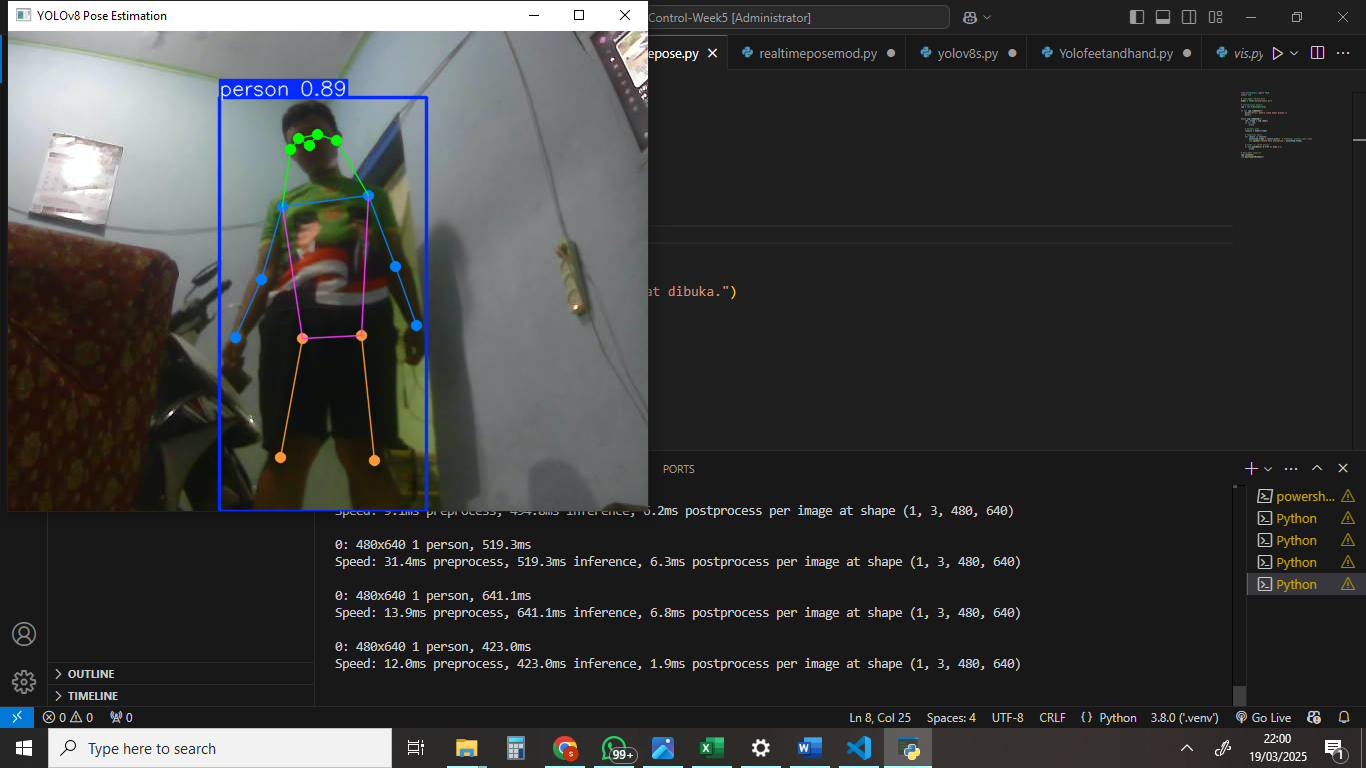 YOLOv8 Pose Estimation
Control-Week5 [Administrator]
epose.py
realtimeposemod.py
yolov8s.py
Yolofeetandhand.py
vis.py
person 0.89
at dibuka.")
PORTS
Speed: 9.1ms preprocess, 494.8ms inference, 6.2ms postprocess per image at shape (1, 3, 480, 640)
0: 480x640 1 person, 519.3ms
Speed: 31.4ms preprocess, 519.3ms inference, 6.3ms postprocess per image at shape (1, 3, 480, 640)
0: 480x640 1 person, 641.1ms
Speed: 13.9ms preprocess, 641.1ms inference, 6.8ms postprocess per image at shape (1, 3, 480, 640)
0: 480x640 1 person, 423.0ms
Speed: 12.0ms preprocess, 423.0ms inference, 1.9ms postprocess per image at shape (1, 3, 480, 640)
powersh...
Python
Python
Python
Python
OUTLINE
TIMELINE
0 0 0
Ln 8, Col 25
Spaces: 4
UTF-8
CRLF
{} Python
3.8.0 ('.venv')
Go Live
Type here to search
99+
22:00
19/03/2025
1